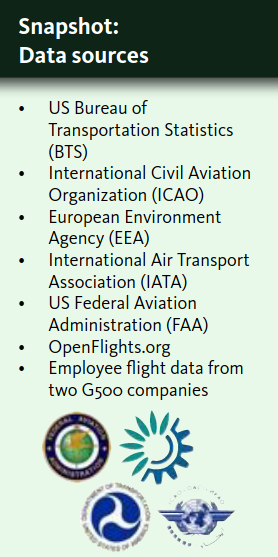 Snapshot:
Data sources
• US Bureau of
Transportation Statistics
(BTS)
• International Civil Aviation
Organization (ICAO)
• European Environment
Agency (EEA)
• International Air Transport
Association (IATA)
• US Federal Aviation
Administration (FAA)
• OpenFlights.org
• Employee flight data from
two G500 companies
FEDERAL AVIATION
ADMINISTRATION
DEPARTMENT OF TRANSPORTATION
UNITED STATES OF AMERICA